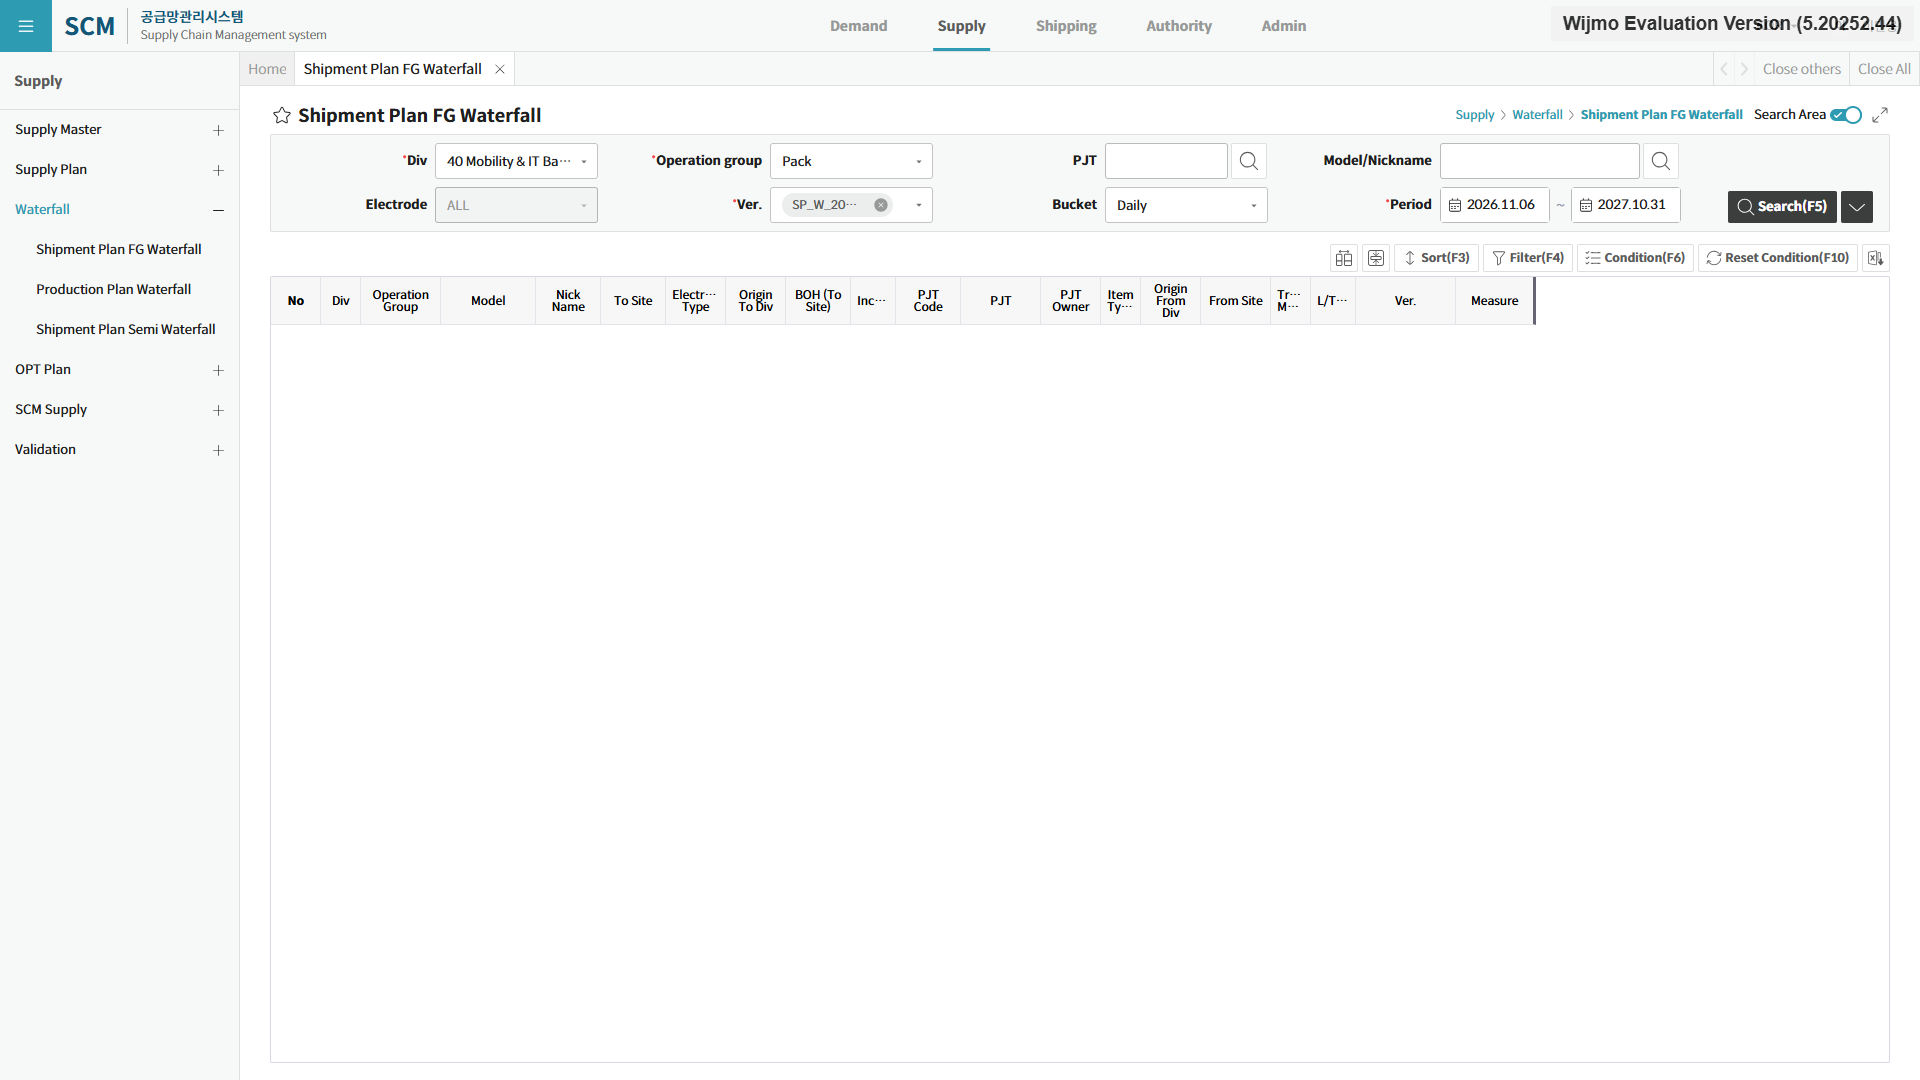 SCM
공급망관리시스템
Supply Chain Management system
Demand
Supply
Shipping
Authority
Admin
Wijmo Evaluation Version (5.20252.44)
Supply
Home
Shipment Plan FG Waterfall
Close others
Close All
Supply Master
Supply Plan
Waterfall
Shipment Plan FG Waterfall
Production Plan Waterfall
Shipment Plan Semi Waterfall
OPT Plan
SCM Supply
Validation
Shipment Plan FG Waterfall
Supply > Waterfall > Shipment Plan FG Waterfall
Search Area
*Div
40 Mobility & IT Ba···
*Operation group
Pack
PJT
Model/Nickname
Electrode
ALL
*Ver.
SP_W_20···
Bucket
Daily
*Period
2026.11.06 ~ 2027.10.31
Search(F5)
Sort(F3)
Filter(F4)
Condition(F6)
Reset Condition(F10)
No
Div
Operation
Group
Model
Nick
Name
To Site
Electr···
Type
Origin
To Div
BOH (To
Site)
Inc···
PJT
Code
PJT
PJT
Owner
Item
Ty···
Origin
From
Div
From Site
Tr···
M···
L/T···
Ver.
Measure